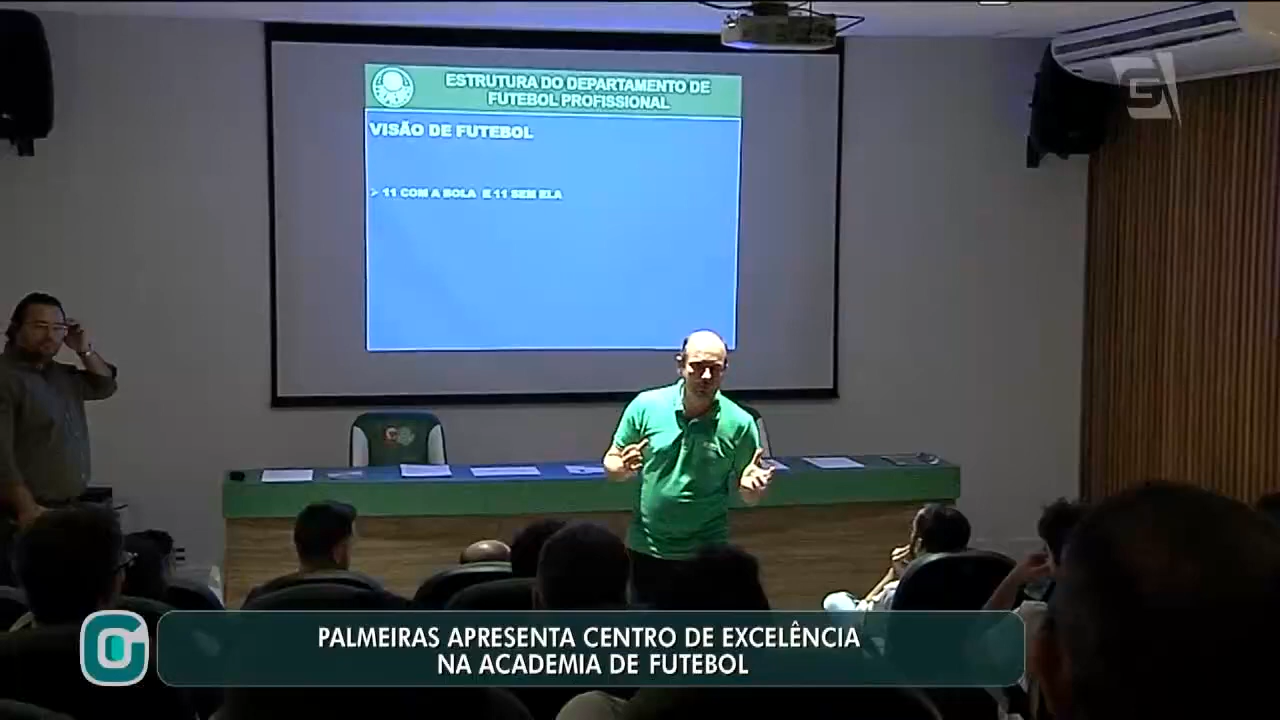 ESTRUTURA DO DEPARTAMENTO DE
FUTEBOL PROFISSIONAL
VISÃO DE FUTEBOL
> 11 COM A BOLA E 11 SEM ELA
PALMEIRAS APRESENTA CENTRO DE EXCELÊNCIA
NA ACADEMIA DE FUTEBOL